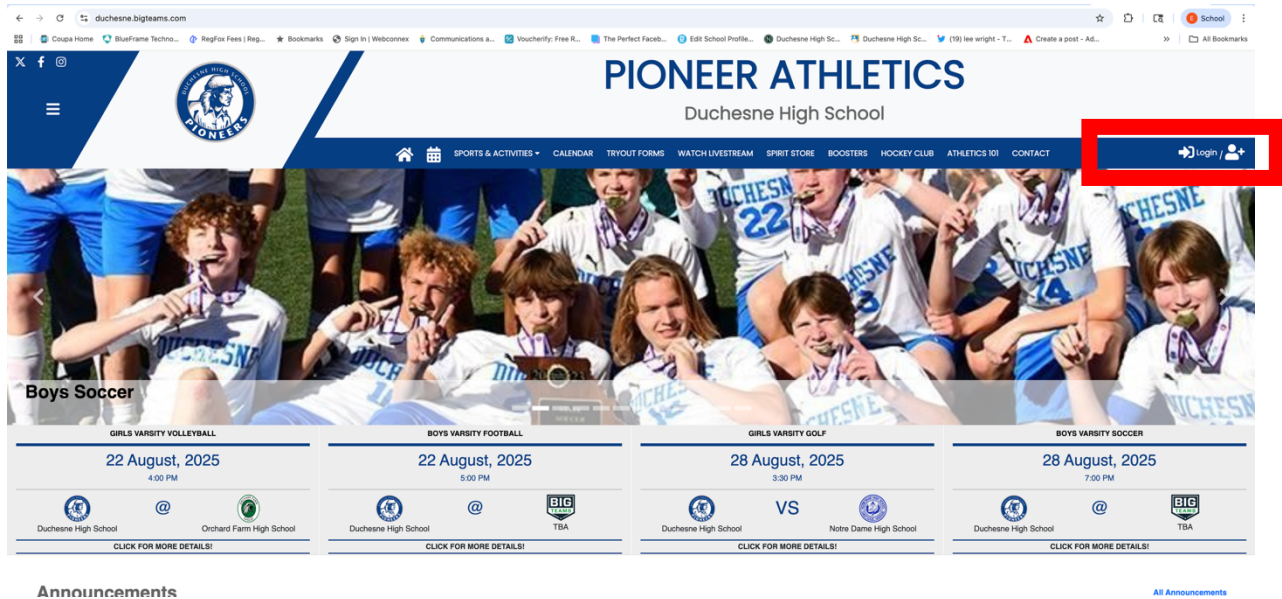 duchesne.bigteams.com
School
Coupa Home
BlueFrame Techno...
RegFox Fees | Reg...
Bookmarks
Sign In | Webconnex
Communications a...
Voucherify: Free R...
The Perfect Faceb...
Edit School Profile...
Duchesne High Sc...
Duchesne High Sc...
(19) lee wright - T...
Create a post - Ad...
All Bookmarks
DUCHESNE HIGH SCHOOL
PIONEERS
PIONEER ATHLETICS
Duchesne High School
SPORTS & ACTIVITIES
CALENDAR
TRYOUT FORMS
WATCH LIVESTREAM
SPIRIT STORE
BOOSTERS
HOCKEY CLUB
ATHLETICS 101
CONTACT
Login /
DUCHESN
22
DUCHESNE
14
Boys Soccer
GIRLS VARSITY VOLLEYBALL
22 August, 2025
4:00 PM
@
Duchesne High School
Orchard Farm High School
CLICK FOR MORE DETAILS!
BOYS VARSITY FOOTBALL
22 August, 2025
5:00 PM
@
BIG
TEAMS
Duchesne High School
TBA
CLICK FOR MORE DETAILS!
GIRLS VARSITY GOLF
28 August, 2025
3:30 PM
VS
Duchesne High School
Notre Dame High School
CLICK FOR MORE DETAILS!
BOYS VARSITY SOCCER
28 August, 2025
7:00 PM
@
BIG
TEAMS
Duchesne High School
TBA
CLICK FOR MORE DETAILS!
Announcements
All Announcements